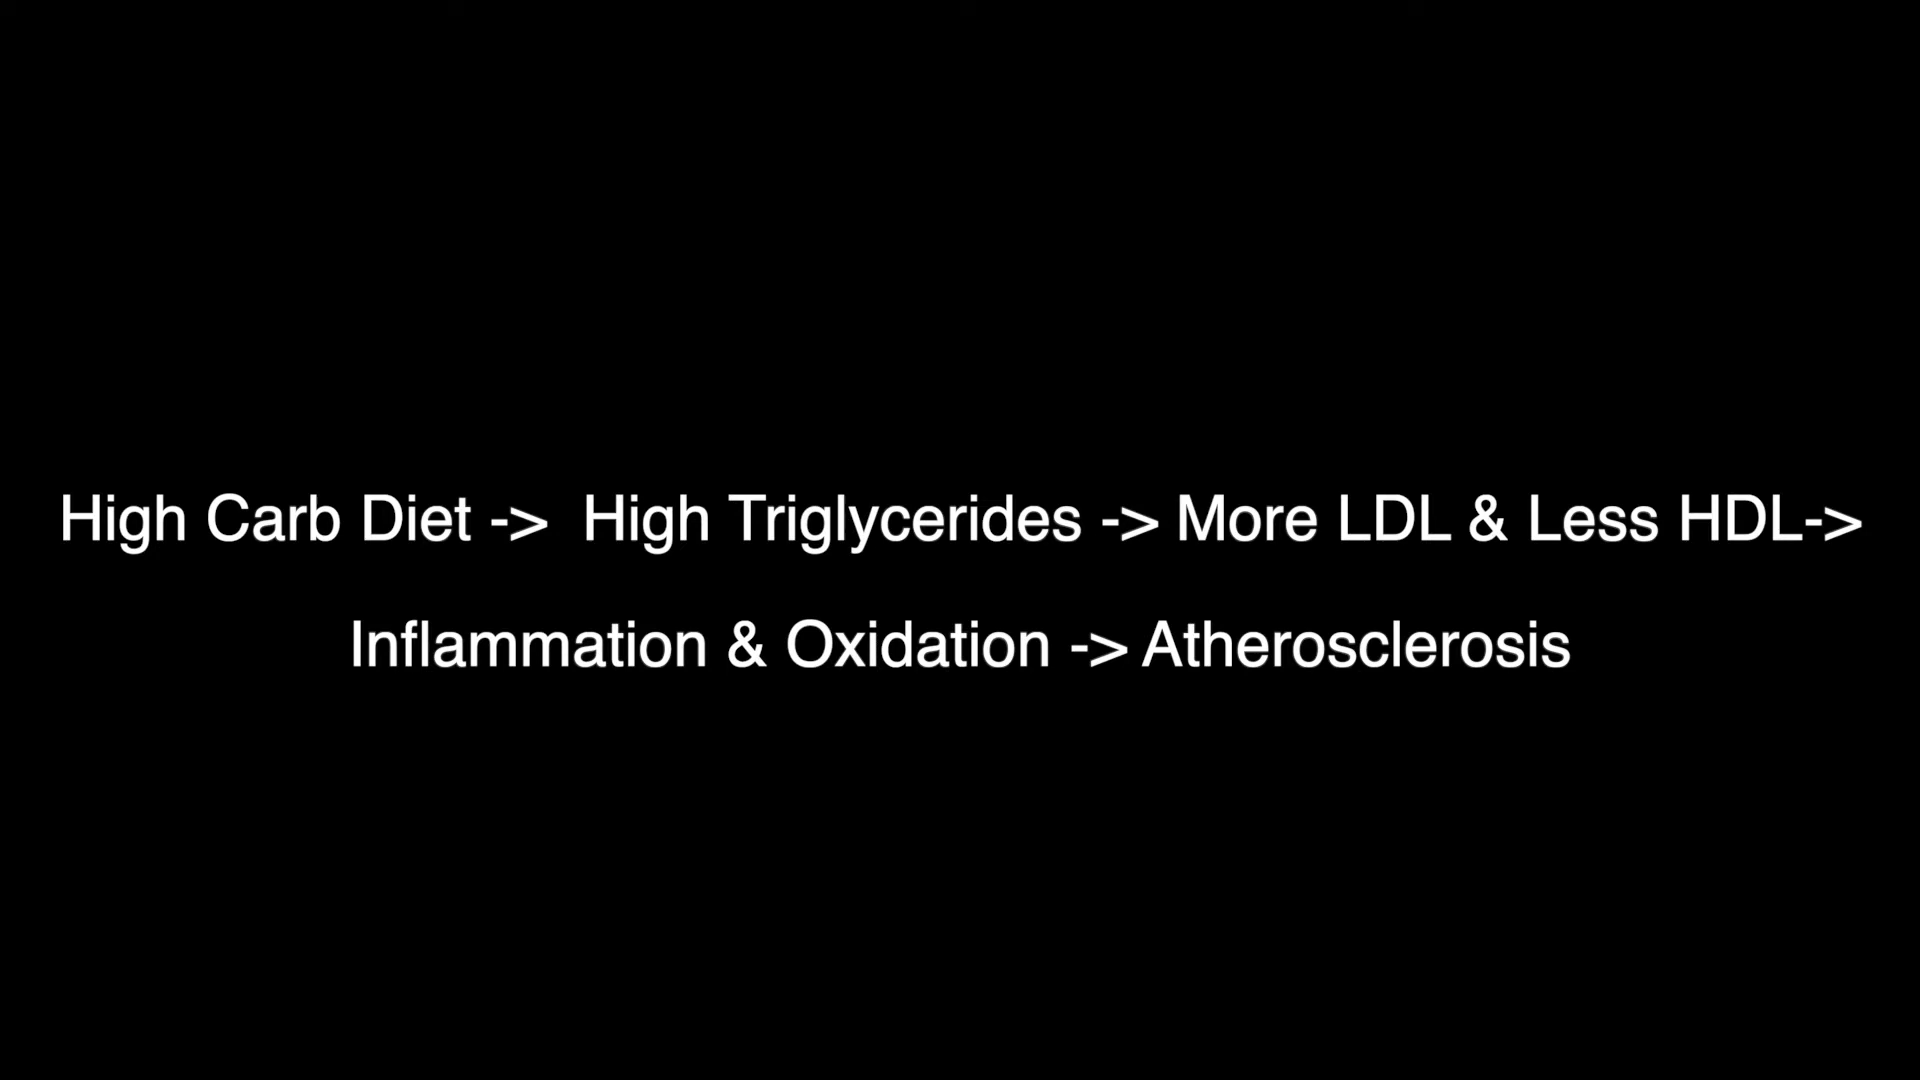 High Carb Diet ->  High Triglycerides -> More LDL & Less HDL->
Inflammation & Oxidation -> Atherosclerosis